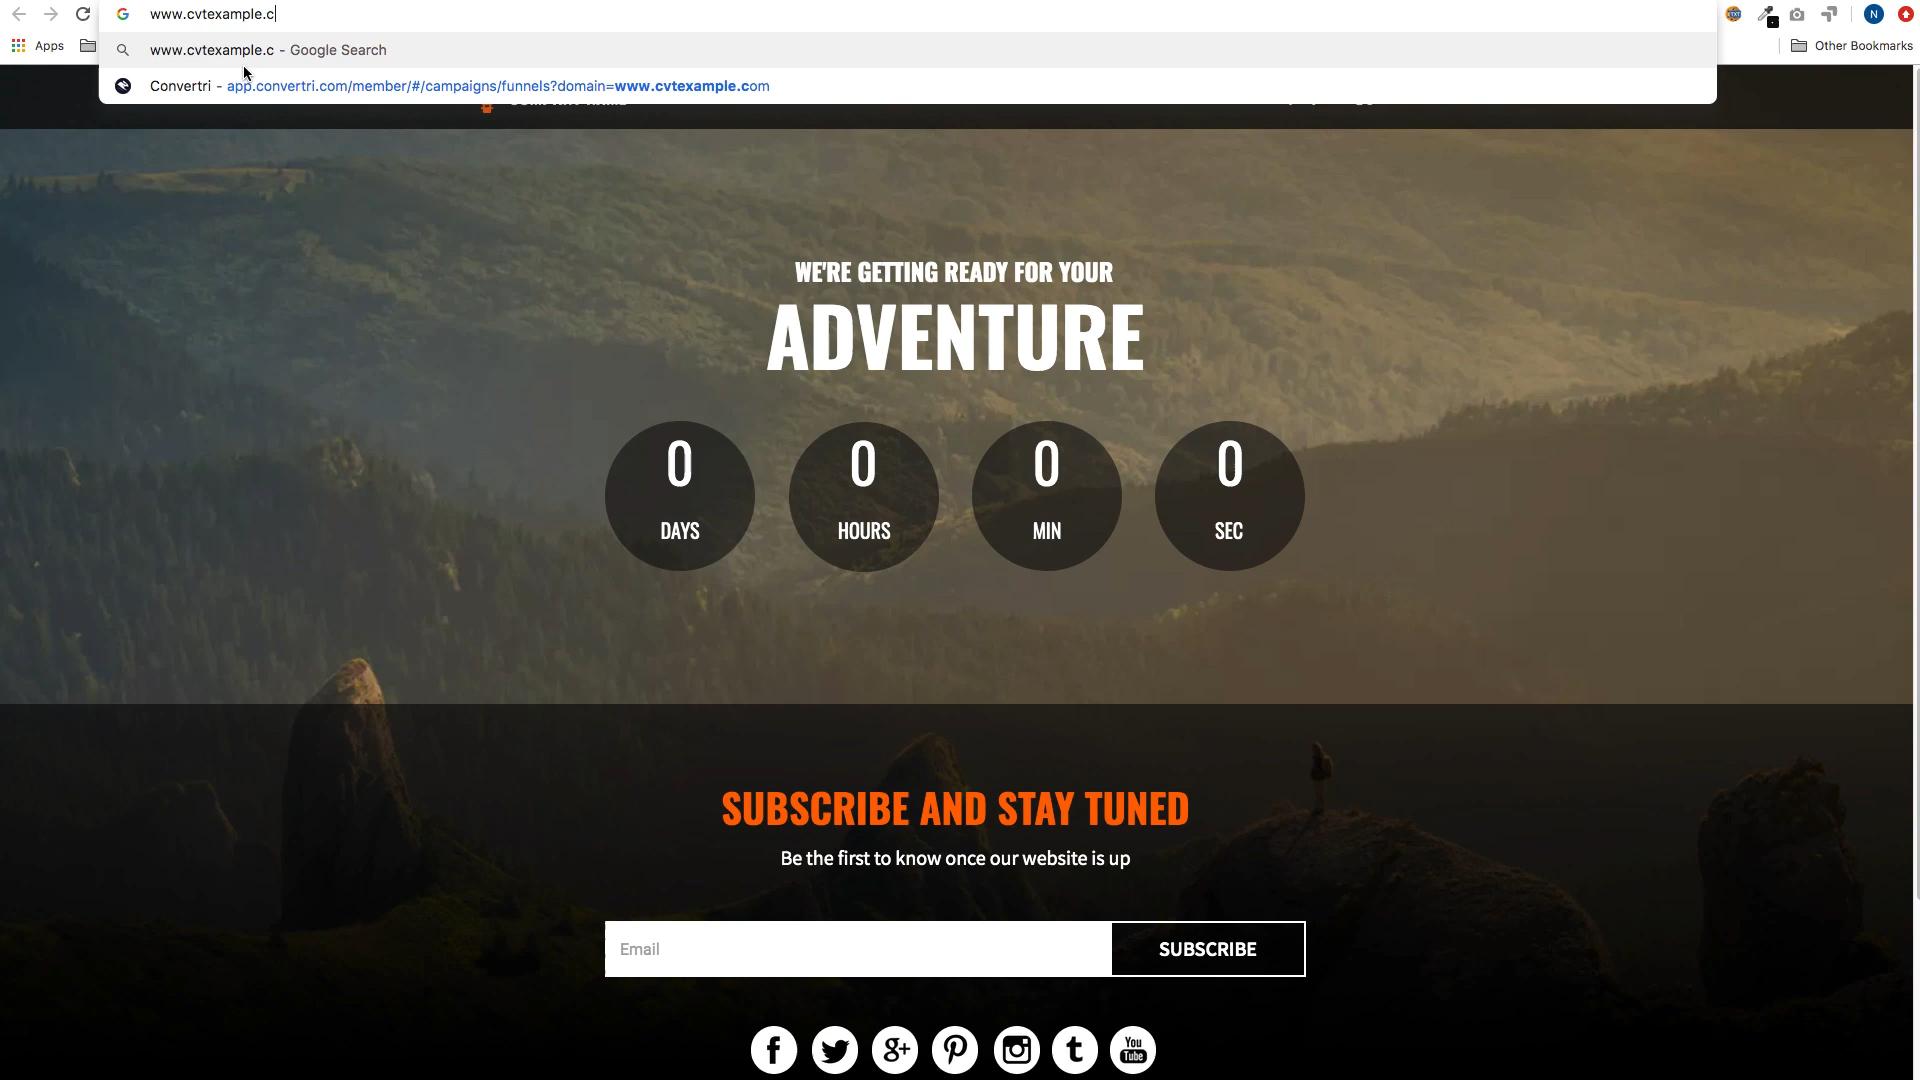 www.cvtexample.c
N
Apps
Other Bookmarks
www.cvtexample.c - Google Search
Convertri - app.convertri.com/member/#/campaigns/funnels?domain=www.cvtexample.com
WE'RE GETTING READY FOR YOUR
ADVENTURE
0 0 0 0
DAYS HOURS MIN SEC
SUBSCRIBE AND STAY TUNED
Be the first to know once our website is up
Email SUBSCRIBE
You
Tube